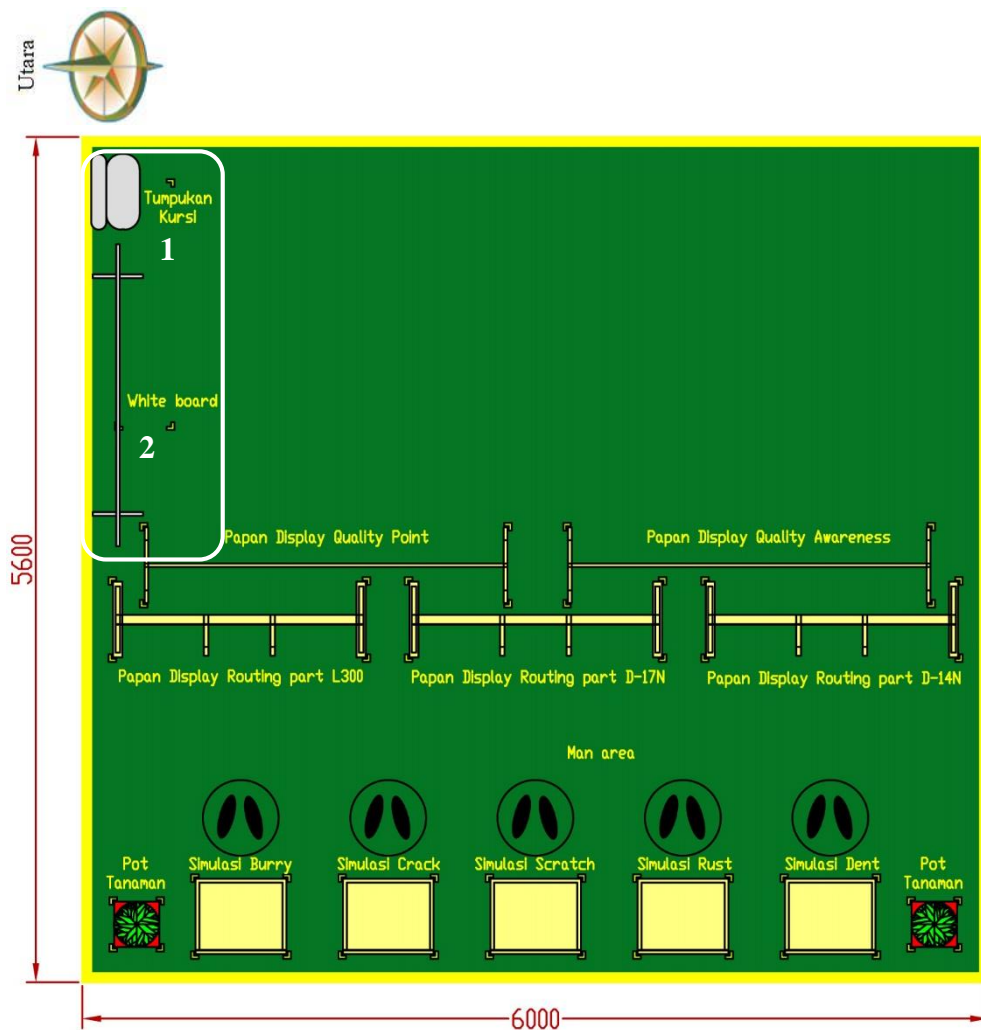 Utara
Tumpukan
Kursi
1
White board
2
Papan Display Quality Point
Papan Display Quality Awareness
5600
Papan Display Routing part L300
Papan Display Routing part D-17N
Papan Display Routing part D-14N
Man area
Pot
Tanaman
Simulasi Burry
Simulasi Crack
Simulasi Scratch
Simulasi Rust
Simulasi Dent
Pot
Tanaman
6000